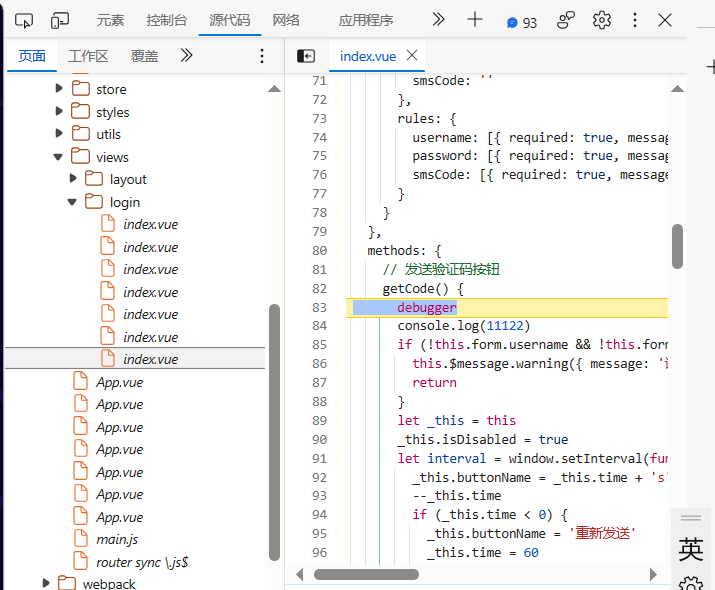 元素 控制台 源代码 网络 应用程序 93
页面 工作区 覆盖 index.vue
store
styles
utils
views
layout
login
index.vue
index.vue
index.vue
index.vue
index.vue
index.vue
index.vue
App.vue
App.vue
App.vue
App.vue
App.vue
App.vue
App.vue
main.js
router sync \.js$
webpack
71 smsCode: ''
72 },
73 rules: {
74 username: [{ required: true, message
75 password: [{ required: true, message
76 smsCode: [{ required: true, message
77 }
78 }
79 },
80 methods: {
81 // 发送验证码按钮
82 getCode() {
83 debugger
84 console.log(11122)
85 if (!this.form.username && !this.form
86 this.$message.warning({ message: '
87 return
88 }
89 let _this = this
90 _this.isDisabled = true
91 let interval = window.setInterval(fun
92 _this.buttonName = _this.time + 's'
93 --_this.time
94 if (_this.time < 0) {
95 _this.buttonName = '重新发送'
96 _this.time = 60
英